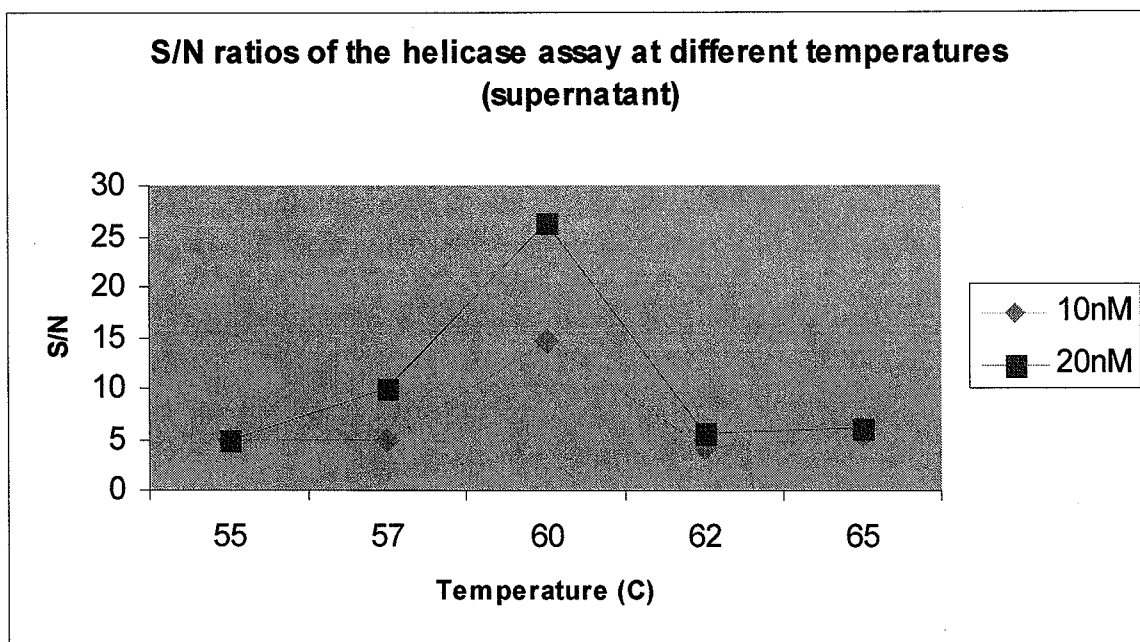 S/N ratios of the helicase assay at different temperatures
(supernatant)
30
25
20
15
10
5
0
S/N
55 57 60 62 65
Temperature (C)
10nM
20nM